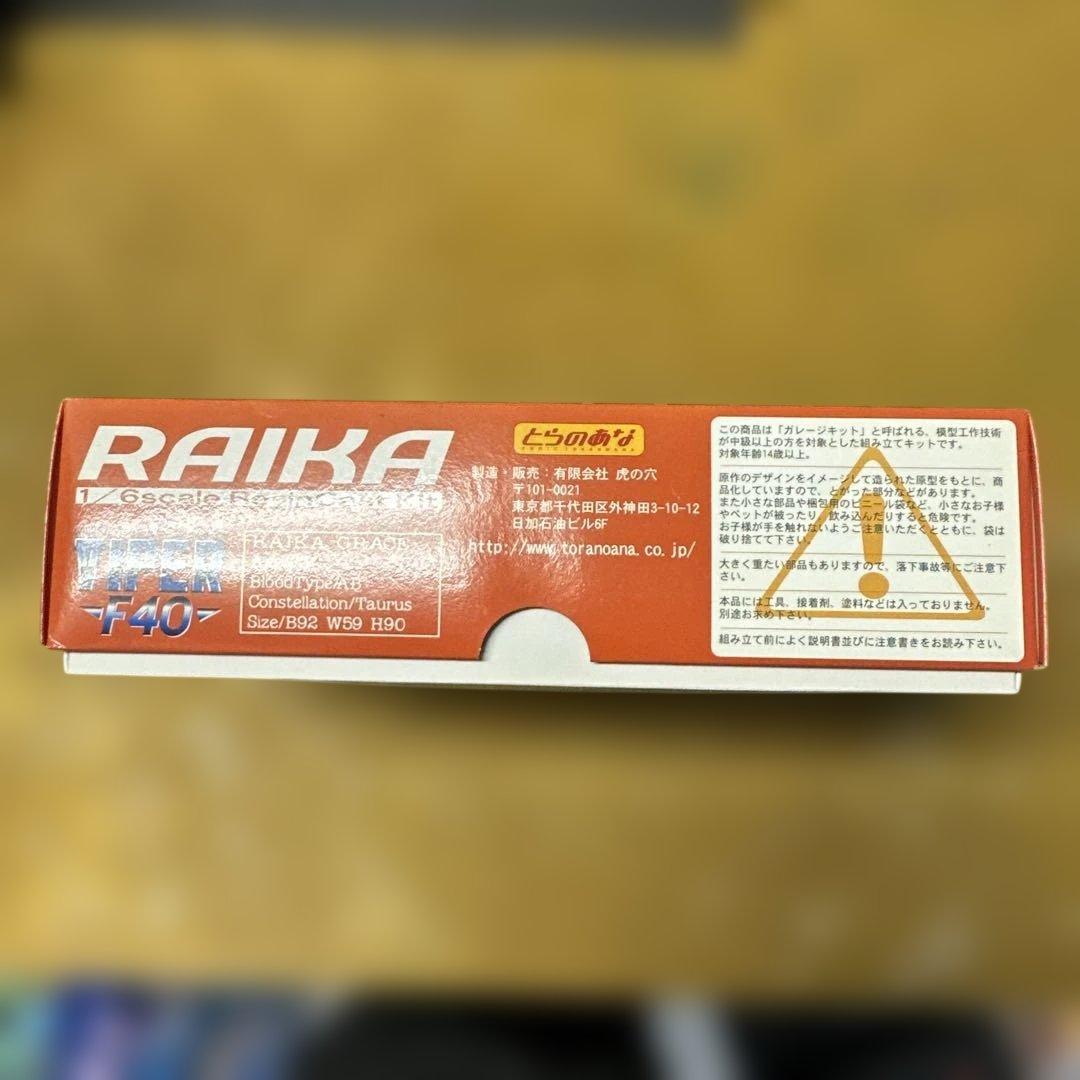 RAIKA
1/6scale Resin Cast Kit
VIPER
F40
RAIKA
BloodType/AB
Constellation/Taurus
Size/B92 W59 H90
とらのあな
COMIC TORANOANA
製造・販売:有限会社 虎の穴
〒101-0021
東京都千代田区外神田3-10-12
日加石油ビル6F
http://www.toranoana.co.jp/
この商品は「ガレージキット」と呼ばれる、模型工作技術
が中級以上の方を対象とした組み立てキットです。
対象年齢14歳以上。
原作のデザインをイメージして造られた原型をもとに、商
品化していますので、とがった部分などがあります。
また小さな部品や梱包用のビニール袋など、小さなお子様
やペットが被ったり、飲み込んだりすると危険です。
お子様が手を触れないようご注意いただくとともに、袋は
破り捨てて下さい。
大きく重たい部品もありますので、落下事故等にご注意下
さい。
本品には工具、接着剤、塗料などは入っておりません。
別途お求め下さい。
組み立て前によく説明書並びに注意書きをお読み下さい。